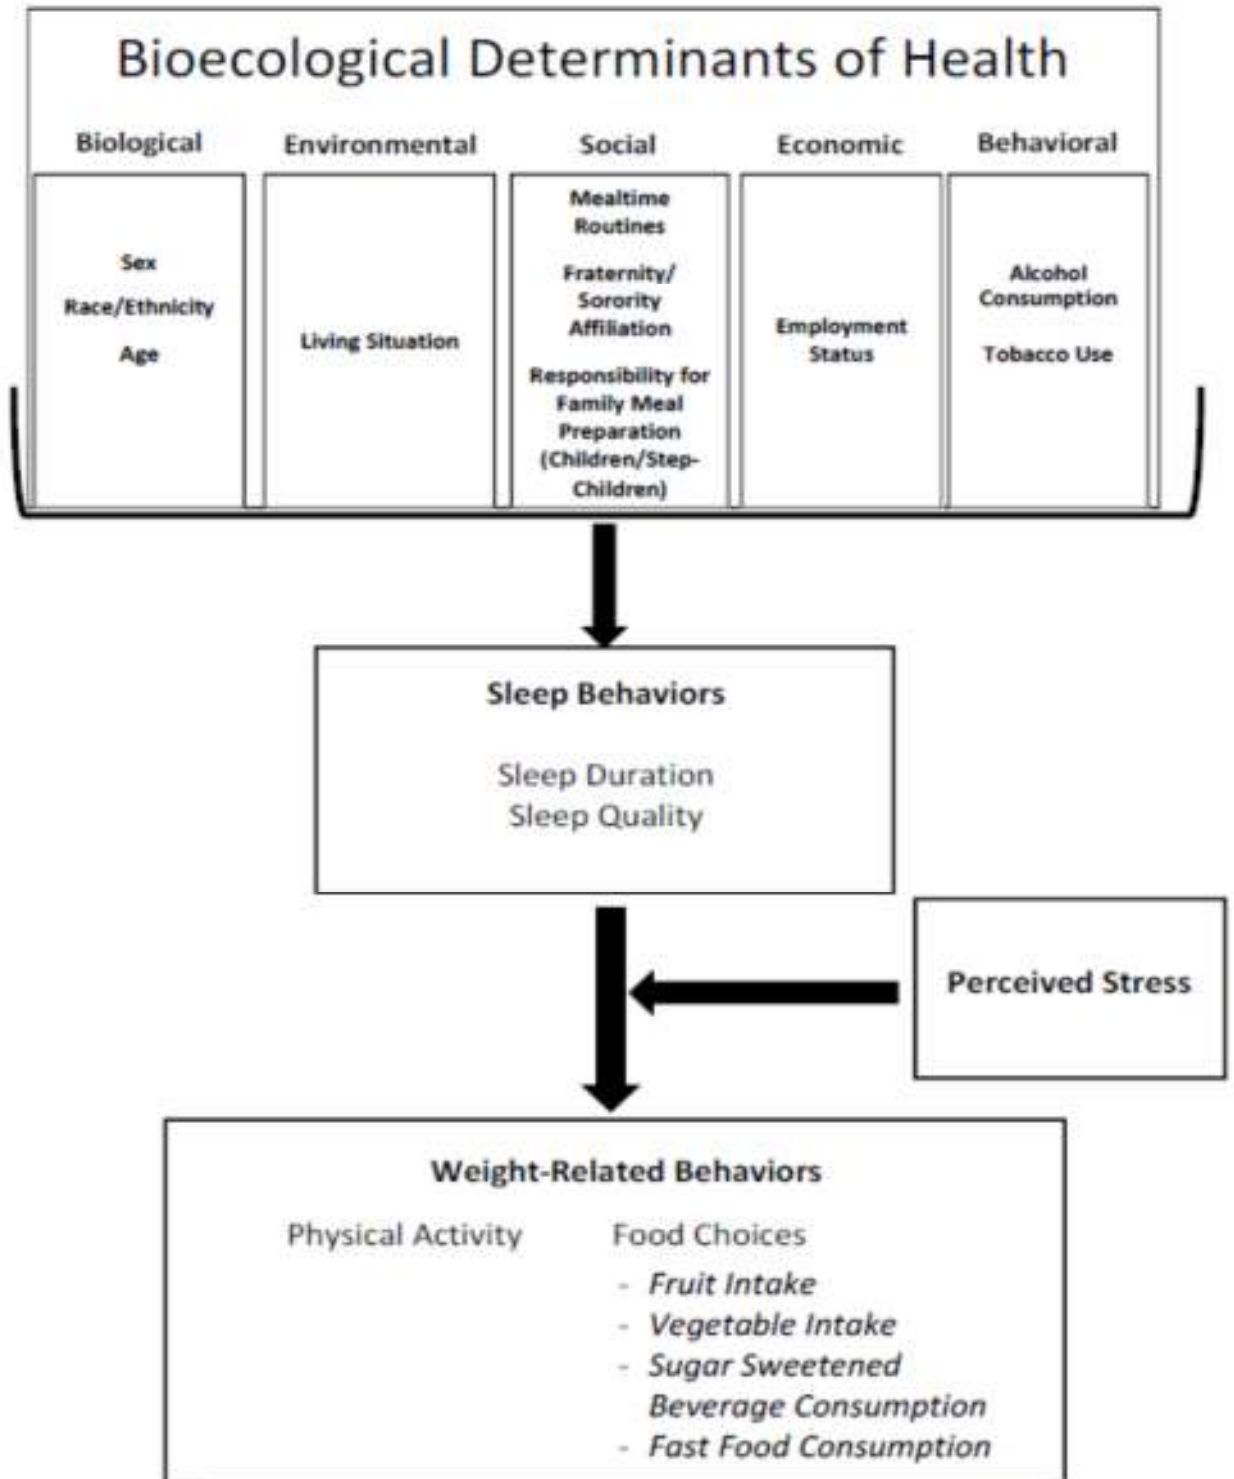 Bioecological Determinants of Health
Biological
Environmental
Social
Economic
Behavioral
Sex
Race/Ethnicity
Age
Living Situation
Mealtime
Routines
Fraternity/
Sorority
Affiliation
Responsibility for
Family Meal
Preparation
(Children/Step-
Children)
Employment
Status
Alcohol
Consumption
Tobacco Use
Sleep Behaviors
Sleep Duration
Sleep Quality
Perceived Stress
Weight-Related Behaviors
Physical Activity
Food Choices
- Fruit Intake
- Vegetable Intake
- Sugar Sweetened
Beverage Consumption
- Fast Food Consumption